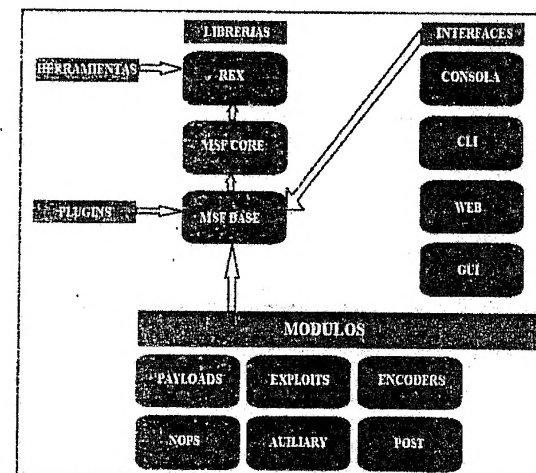 LIBRERIAS
INTERFACES
HERRAMIENTAS
REX
CONSOLA
MSF CORE
CLI
PLUGINS
MSF BASE
WEB
GUI
MODULOS
PAYLOADS
EXPLOITS
ENCODERS
NOPS
AUILIARY
POST